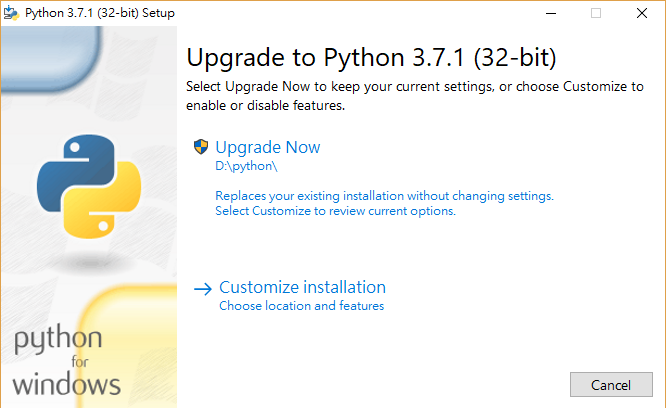 Python 3.7.1 (32-bit) Setup
Upgrade to Python 3.7.1 (32-bit)
Select Upgrade Now to keep your current settings, or choose Customize to
enable or disable features.
Upgrade Now
D:\python\
Replaces your existing installation without changing settings.
Select Customize to review current options.
Customize installation
Choose location and features
python
for
windows
Cancel